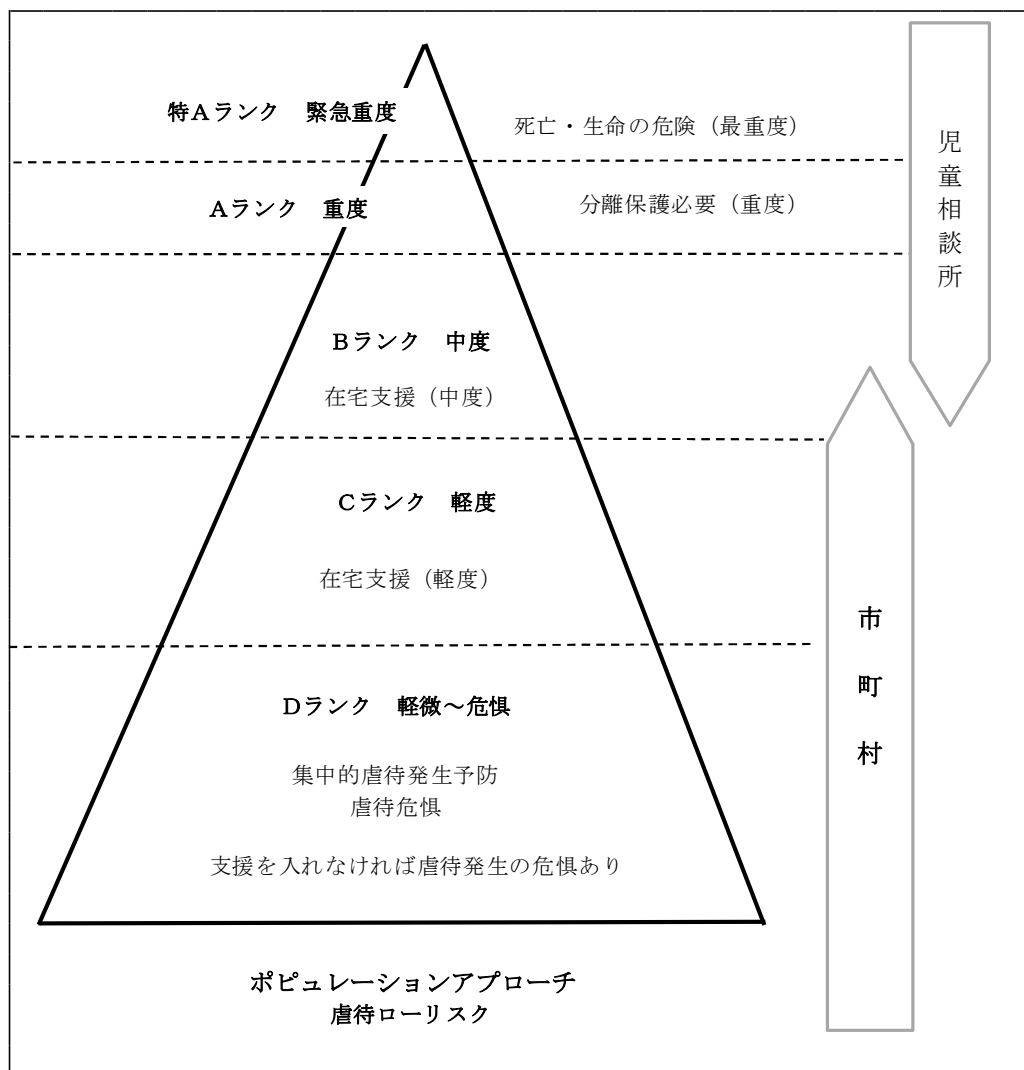 特Aランク　緊急重度
死亡・生命の危険（最重度）
Aランク　重度
分離保護必要（重度）
児童相談所
Bランク　中度
在宅支援（中度）
Cランク　軽度
在宅支援（軽度）
市町村
Dランク　軽微～危惧
集中的虐待発生予防
虐待危惧
支援を入れなければ虐待発生の危惧あり
ポピュレーションアプローチ
虐待ローリスク